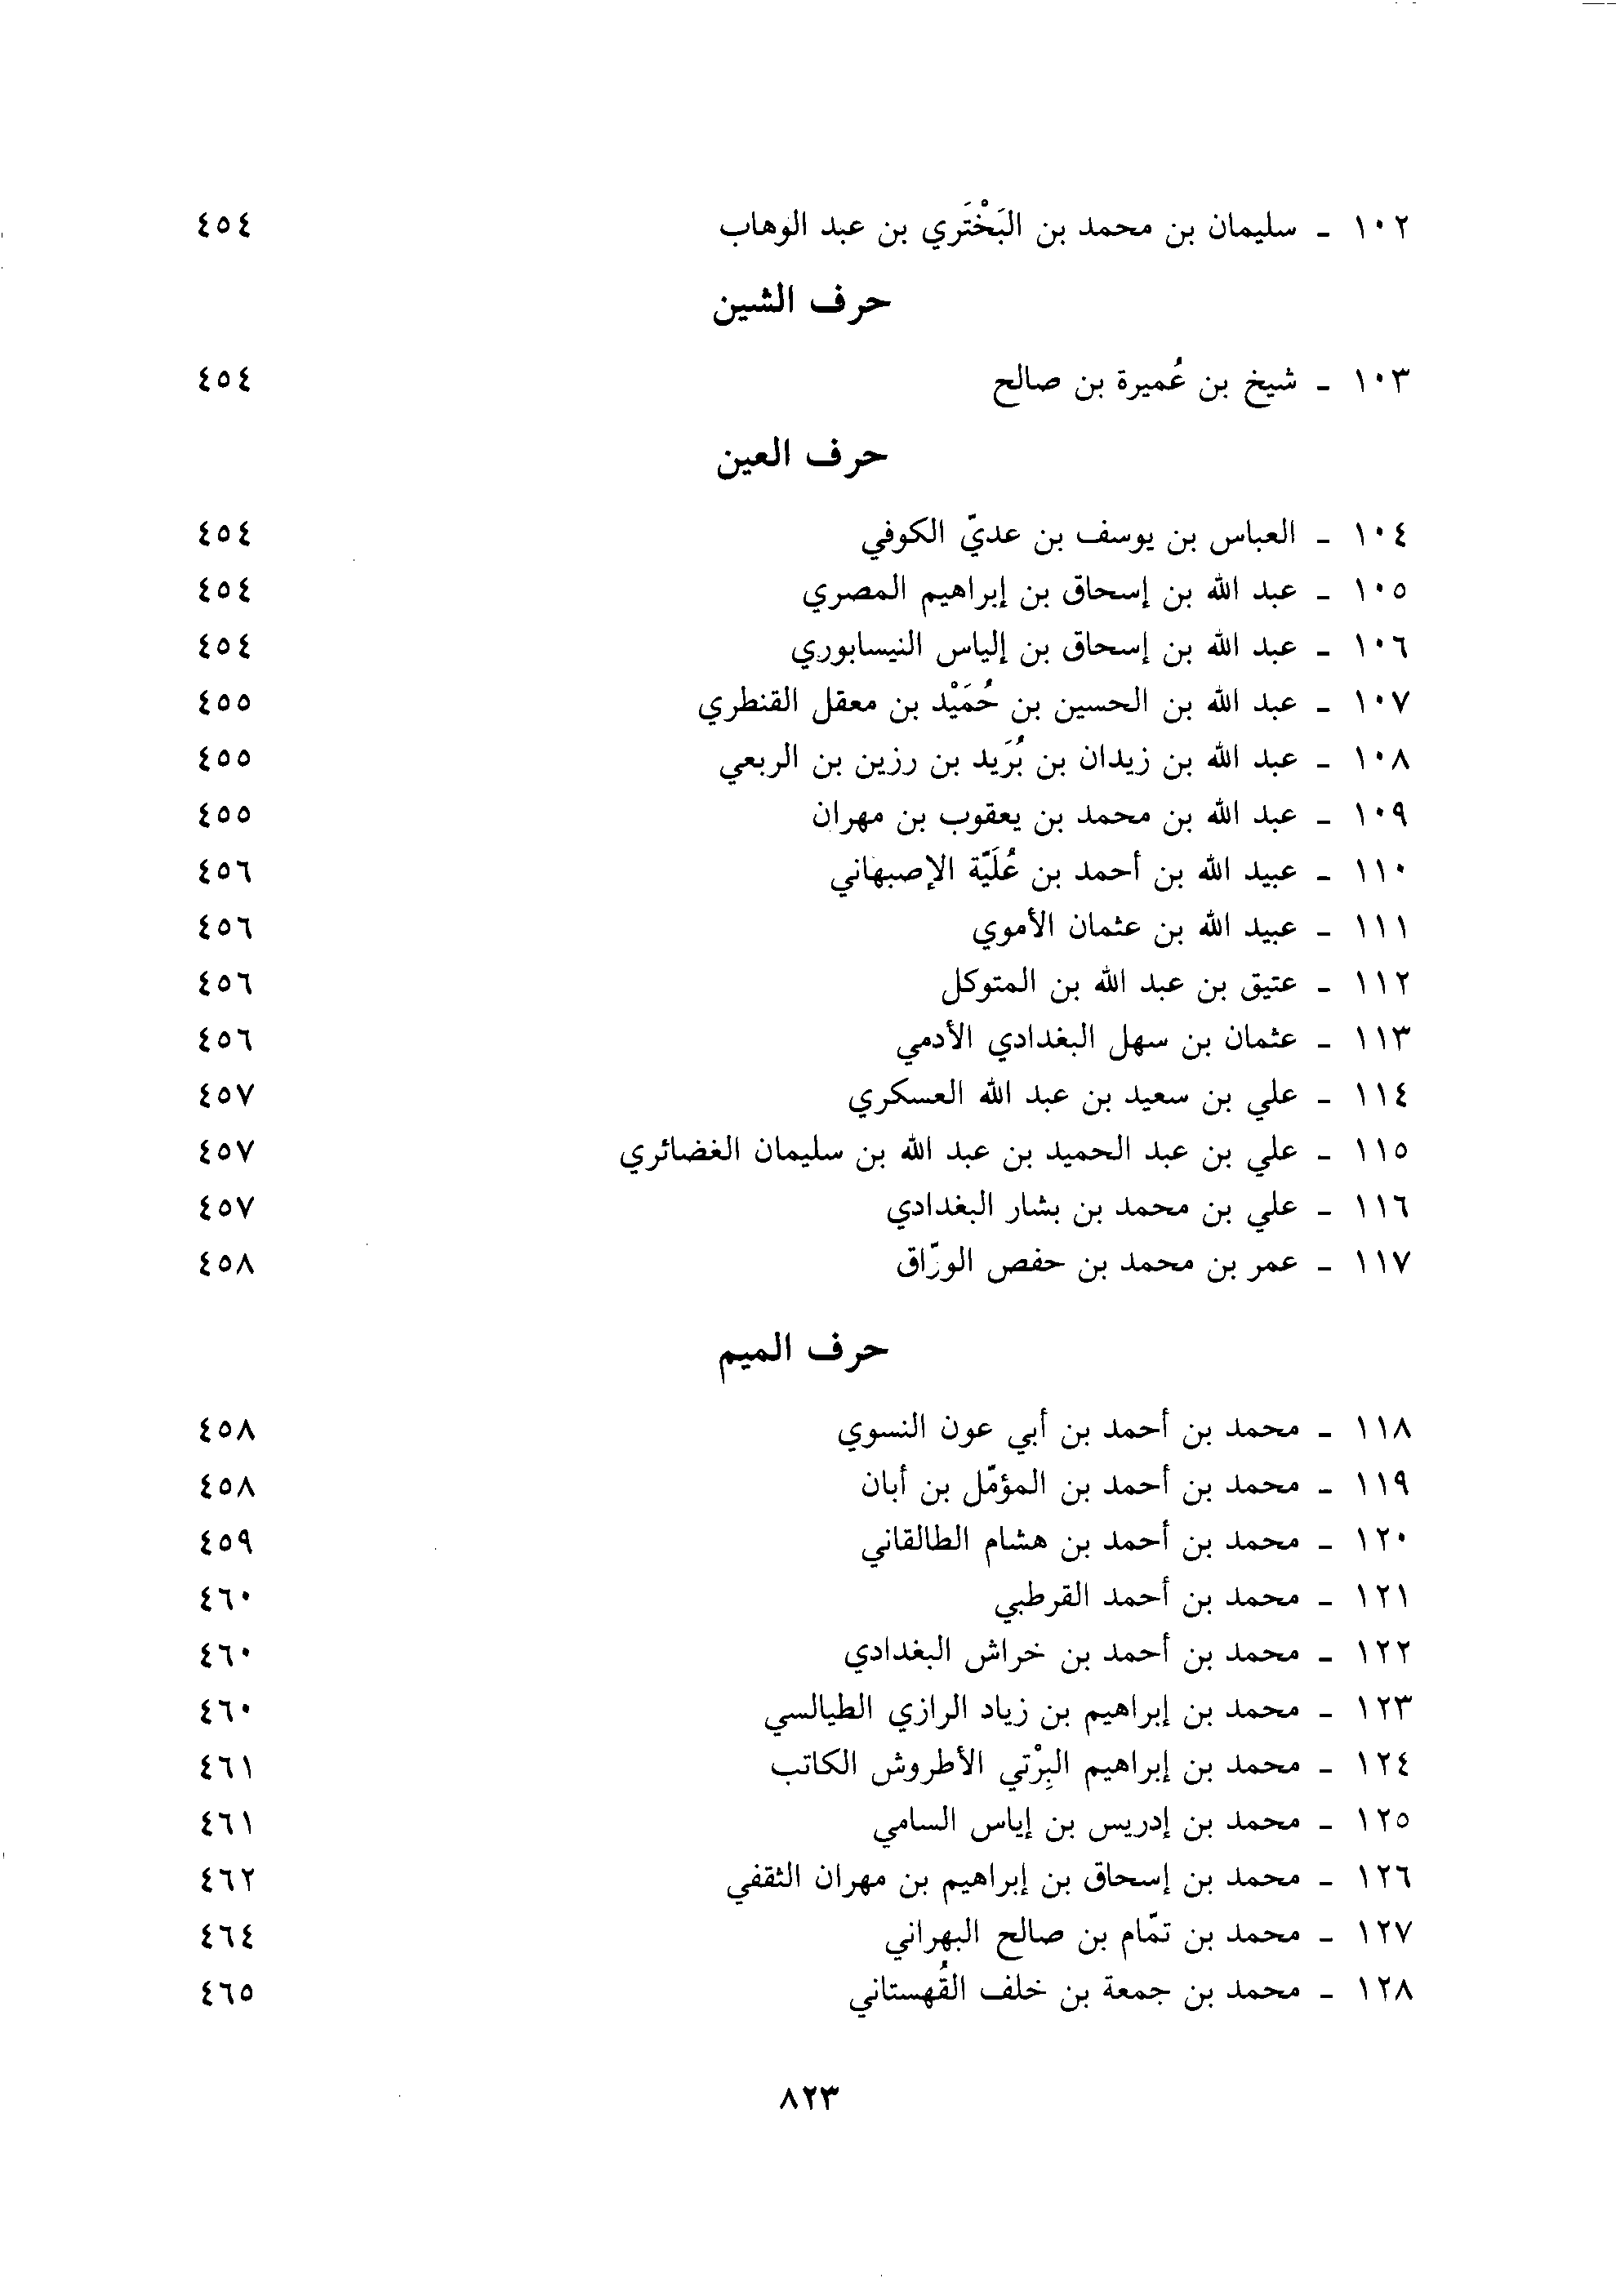 ١٠٢ - سليمان بن محمد بن البَخْتَري بن عبد الوهاب ٤٥٤
حرف الشين
١٠٣ - شيخ بن عُميرة بن صالح ٤٥٤
حرف العين
١٠٤ - العباس بن يوسف بن عديّ الكوفي ٤٥٤
١٠٥ - عبد الله بن إسحاق بن إبراهيم المصري ٤٥٤
١٠٦ - عبد الله بن إسحاق بن إلياس النيسابوري ٤٥٤
١٠٧ - عبد الله بن الحسين بن حُمَيْد بن معقل القنطري ٤٥٥
١٠٨ - عبد الله بن زيدان بن بُرَيد بن رزين بن الربعي ٤٥٥
١٠٩ - عبد الله بن محمد بن يعقوب بن مهران ٤٥٥
١١٠ - عبيد الله بن أحمد بن عُلَيّة الإصبهاني ٤٥٦
١١١ - عبيد الله بن عثمان الأموي ٤٥٦
١١٢ - عتيق بن عبد الله بن المتوكل ٤٥٦
١١٣ - عثمان بن سهل البغدادي الأدمي ٤٥٦
١١٤ - علي بن سعيد بن عبد الله العسكري ٤٥٧
١١٥ - علي بن عبد الحميد بن عبد الله بن سليمان الغضائري ٤٥٧
١١٦ - علي بن محمد بن بشار البغدادي ٤٥٧
١١٧ - عمر بن محمد بن حفص الورّاق ٤٥٨
حرف الميم
١١٨ - محمد بن أحمد بن أبي عون النسوي ٤٥٨
١١٩ - محمد بن أحمد بن المؤمّل بن أبان ٤٥٨
١٢٠ - محمد بن أحمد بن هشام الطالقاني ٤٥٩
١٢١ - محمد بن أحمد القرطبي ٤٦٠
١٢٢ - محمد بن أحمد بن خراش البغدادي ٤٦٠
١٢٣ - محمد بن إبراهيم بن زياد الرازي الطيالسي ٤٦٠
١٢٤ - محمد بن إبراهيم البِرْتي الأطروش الكاتب ٤٦١
١٢٥ - محمد بن إدريس بن إياس السامي ٤٦١
١٢٦ - محمد بن إسحاق بن إبراهيم بن مهران الثقفي ٤٦٢
١٢٧ - محمد بن تمّام بن صالح البهراني ٤٦٤
١٢٨ - محمد بن جمعة بن خلف القُهستاني ٤٦٥
٨٢٣